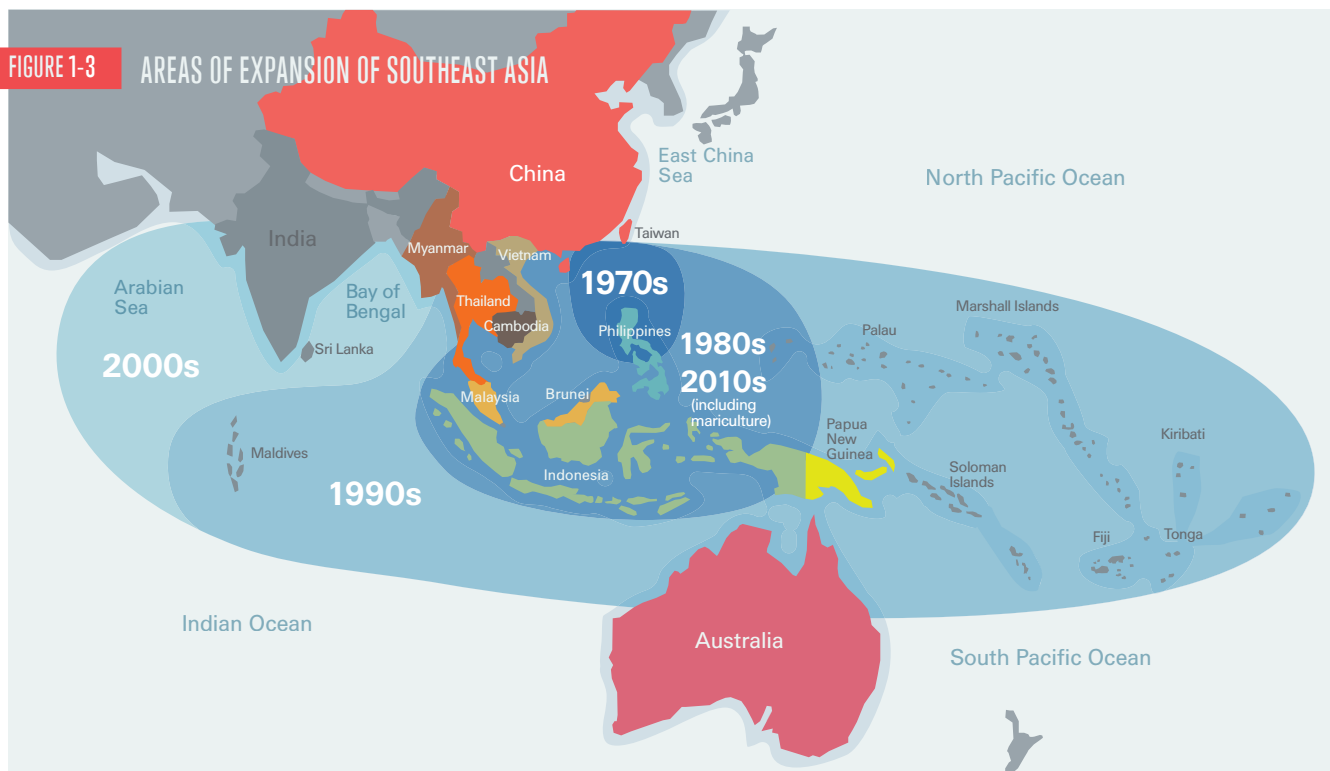 FIGURE 1-3 AREAS OF EXPANSION OF SOUTHEAST ASIA
China
East China
Sea
North Pacific Ocean
India
Taiwan
Myanmar
Vietnam
1970s
Arabian
Sea
Bay of
Bengal
Thailand
Cambodia
Philippines
Marshall Islands
Palau
Sri Lanka
2000s
1980s
2010s
(including
mariculture)
Malaysia
Brunei
Papua
New
Guinea
Kiribati
Maldives
Indonesia
Soloman
Islands
1990s
Fiji
Tonga
Indian Ocean
Australia
South Pacific Ocean